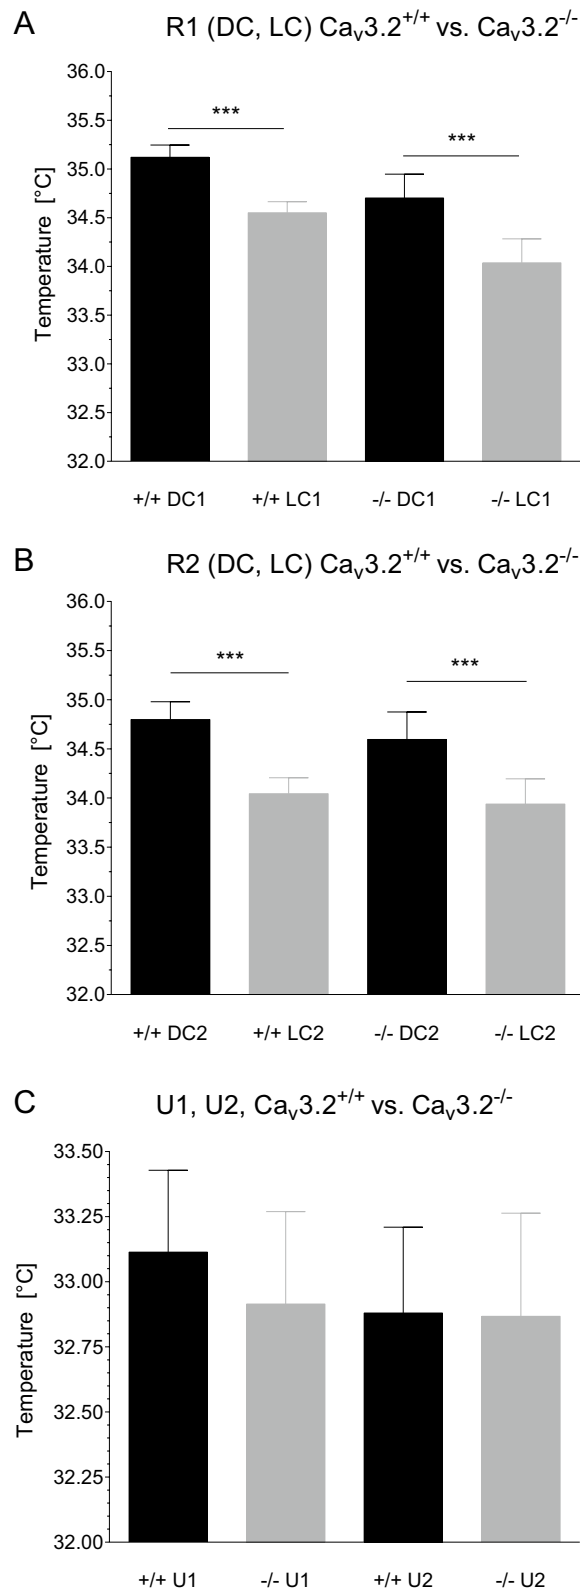 A
R1 (DC, LC) Caᵥ3.2⁺/⁺ vs. Caᵥ3.2⁻/⁻
36.0
35.5
35.0
34.5
34.0
33.5
33.0
32.5
32.0
Temperature [°C]
***
***
+/+ DC1 +/+ LC1 -/- DC1 -/- LC1
B
R2 (DC, LC) Caᵥ3.2⁺/⁺ vs. Caᵥ3.2⁻/⁻
36.0
35.5
35.0
34.5
34.0
33.5
33.0
32.5
32.0
Temperature [°C]
***
***
+/+ DC2 +/+ LC2 -/- DC2 -/- LC2
C
U1, U2, Caᵥ3.2⁺/⁺ vs. Caᵥ3.2⁻/⁻
33.50
33.25
33.00
32.75
32.50
32.25
32.00
Temperature [°C]
+/+ U1 -/- U1 +/+ U2 -/- U2